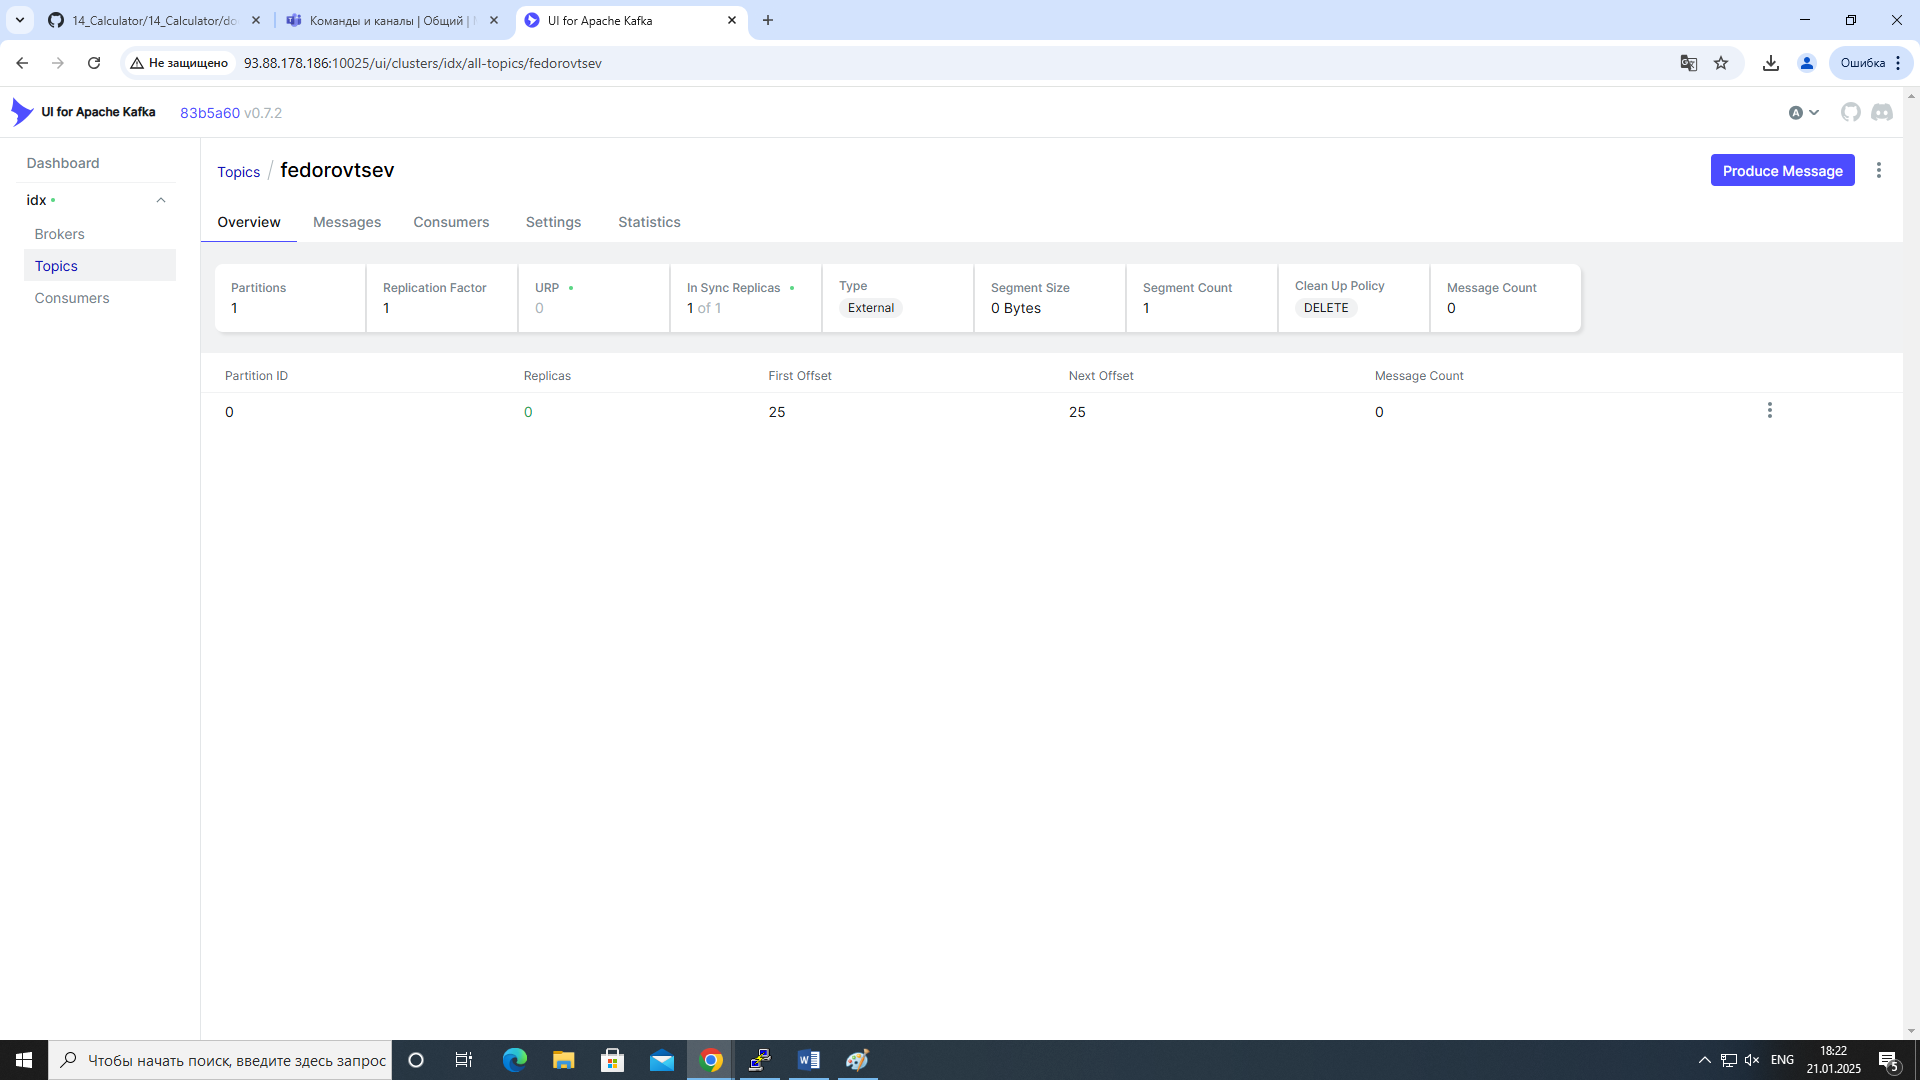 14_Calculator/14_Calculator/do
Команды и каналы | Общий |
UI for Apache Kafka
Не защищено
93.88.178.186:10025/ui/clusters/idx/all-topics/fedorovtsev
Ошибка
UI for Apache Kafka
83b5a60 v0.7.2
A
Dashboard
idx
Brokers
Topics
Consumers
Topics / fedorovtsev
Produce Message
Overview Messages Consumers Settings Statistics
Partitions Replication Factor URP In Sync Replicas Type Segment Size Segment Count Clean Up Policy Message Count
1 1 0 1 of 1 External 0 Bytes 1 DELETE 0
Partition ID Replicas First Offset Next Offset Message Count
0 0 25 25 0
Чтобы начать поиск, введите здесь запрос
ENG
18:22
21.01.2025
5